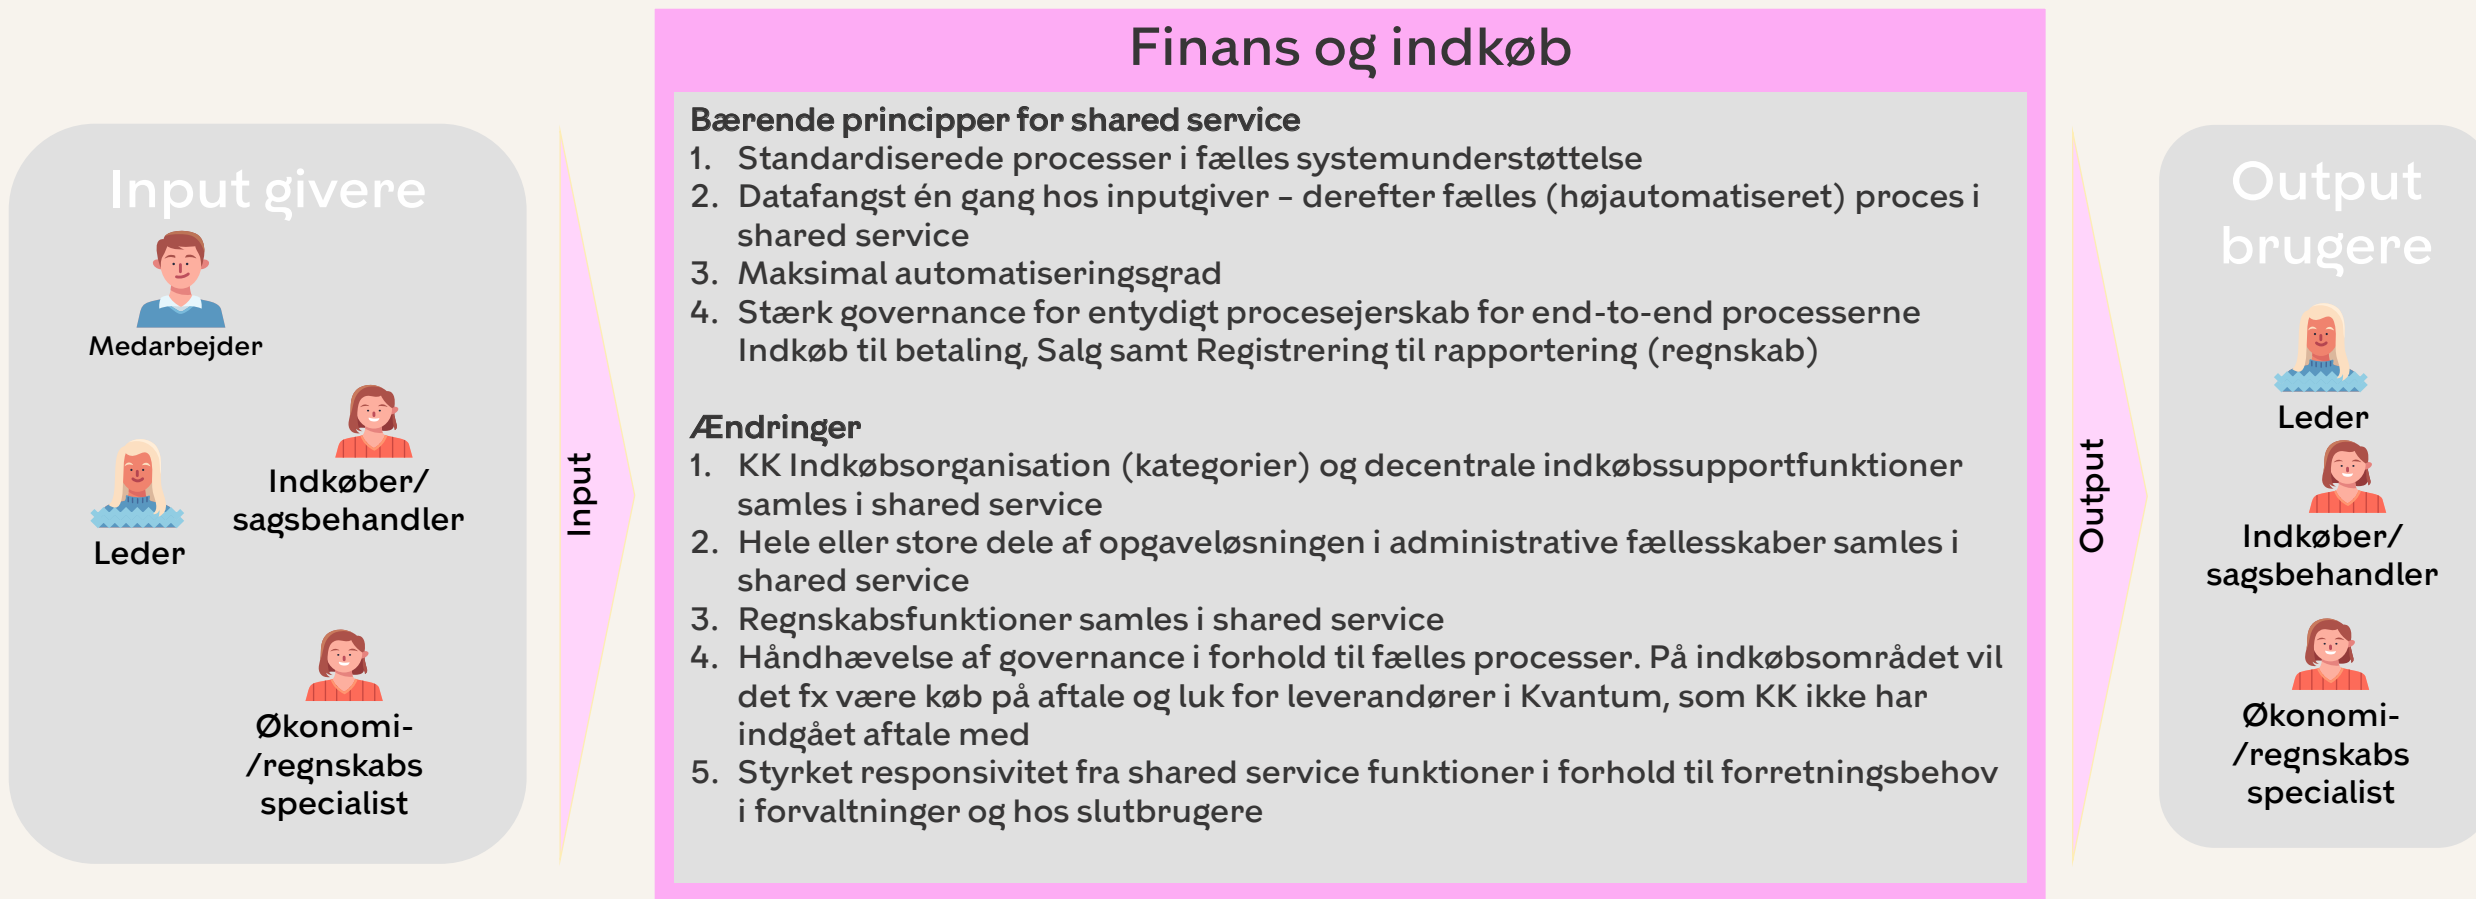 Finans og indkøb
Input givere
Medarbejder
Indkøber/
sagsbehandler
Leder
Økonomi-
/regnskabs
specialist
Input
Bærende principper for shared service
1. Standardiserede processer i fælles systemunderstøttelse
2. Datafangst én gang hos inputgiver – derefter fælles (højautomatiseret) proces i
shared service
3. Maksimal automatiseringsgrad
4. Stærk governance for entydigt procesejerskab for end-to-end processerne
Indkøb til betaling, Salg samt Registrering til rapportering (regnskab)
Ændringer
1. KK Indkøbsorganisation (kategorier) og decentrale indkøbssupportfunktioner
samles i shared service
2. Hele eller store dele af opgaveløsningen i administrative fællesskaber samles i
shared service
3. Regnskabsfunktioner samles i shared service
4. Håndhævelse af governance i forhold til fælles processer. På indkøbsområdet vil
det fx være køb på aftale og luk for leverandører i Kvantum, som KK ikke har
indgået aftale med
5. Styrket responsivitet fra shared service funktioner i forhold til forretningsbehov
i forvaltninger og hos slutbrugere
Output
Output
brugere
Leder
Indkøber/
sagsbehandler
Økonomi-
/regnskabs
specialist